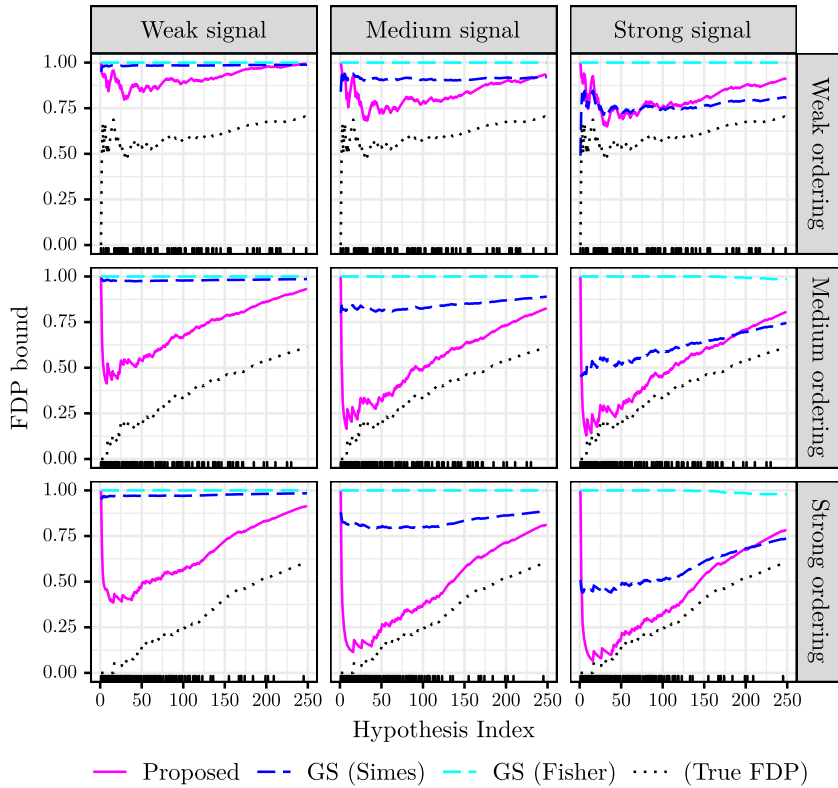 Weak signal Medium signal Strong signal
1.00
0.75
0.50
0.25
0.00
Weak ordering
1.00
0.75
0.50
0.25
0.00
Medium ordering
FDP bound
1.00
0.75
0.50
0.25
0.00
Strong ordering
0 50 100 150 200 250 0 50 100 150 200 250 0 50 100 150 200 250
Hypothesis Index
Proposed GS (Simes) GS (Fisher) (True FDP)